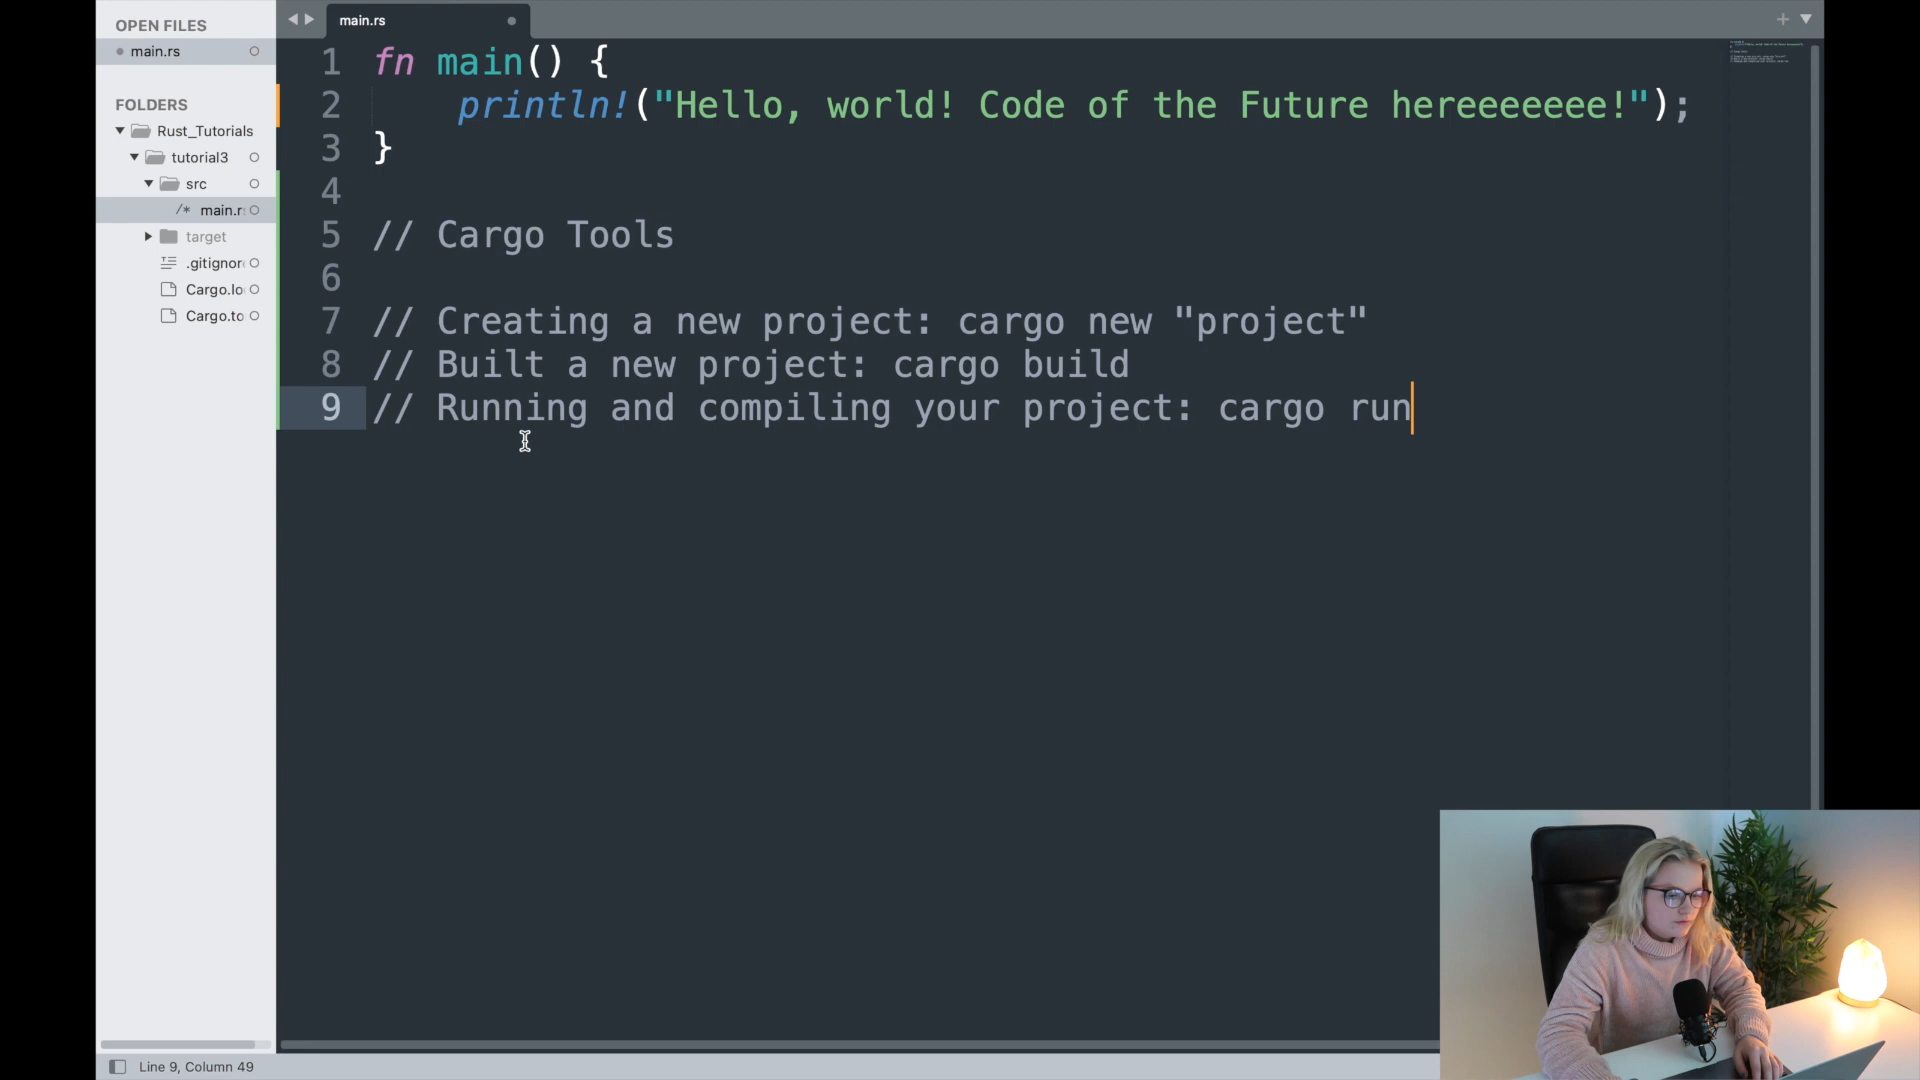 OPEN FILES
main.rs
FOLDERS
Rust_Tutorials
tutorial3
src
/* main.r
target
.gitignor
Cargo.lo
Cargo.to
main.rs
1 fn main() {
2 println!("Hello, world! Code of the Future hereeeeeee!");
3 }
4
5 // Cargo Tools
6
7 // Creating a new project: cargo new "project"
8 // Built a new project: cargo build
9 // Running and compiling your project: cargo run
Line 9, Column 49